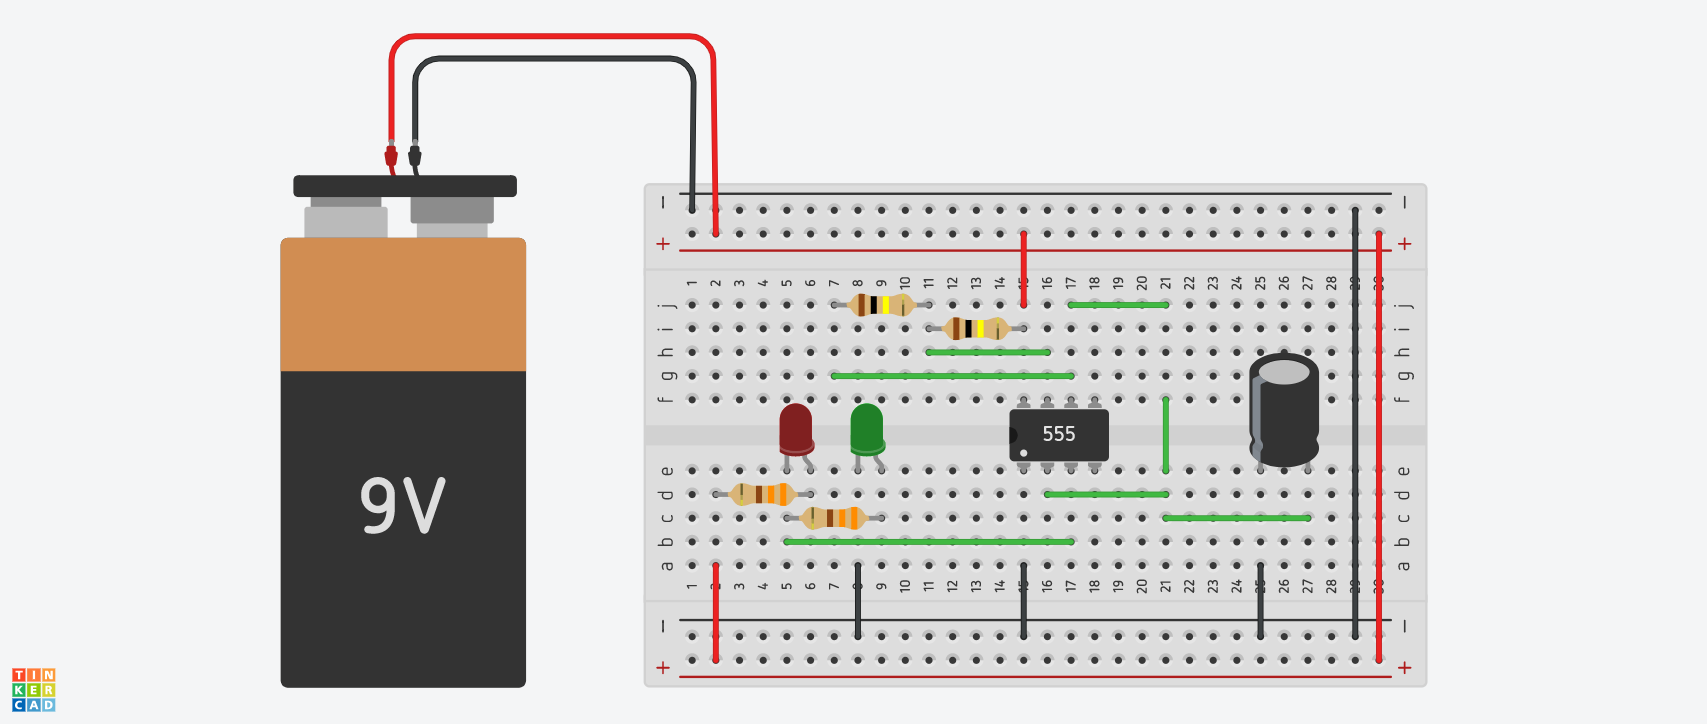 − −
+ +
1 2 3 4 5 6 7 8 9 10 11 12 13 14 15 16 17 18 19 20 21 22 23 24 25 26 27 28 29 30
j j
i i
h h
g g
f f
555
9V
e e
d d
c c
b b
a a
1 2 3 4 5 6 7 8 9 10 11 12 13 14 15 16 17 18 19 20 21 22 23 24 25 26 27 28 29 30
− −
+ +
TIN
KER
CAD